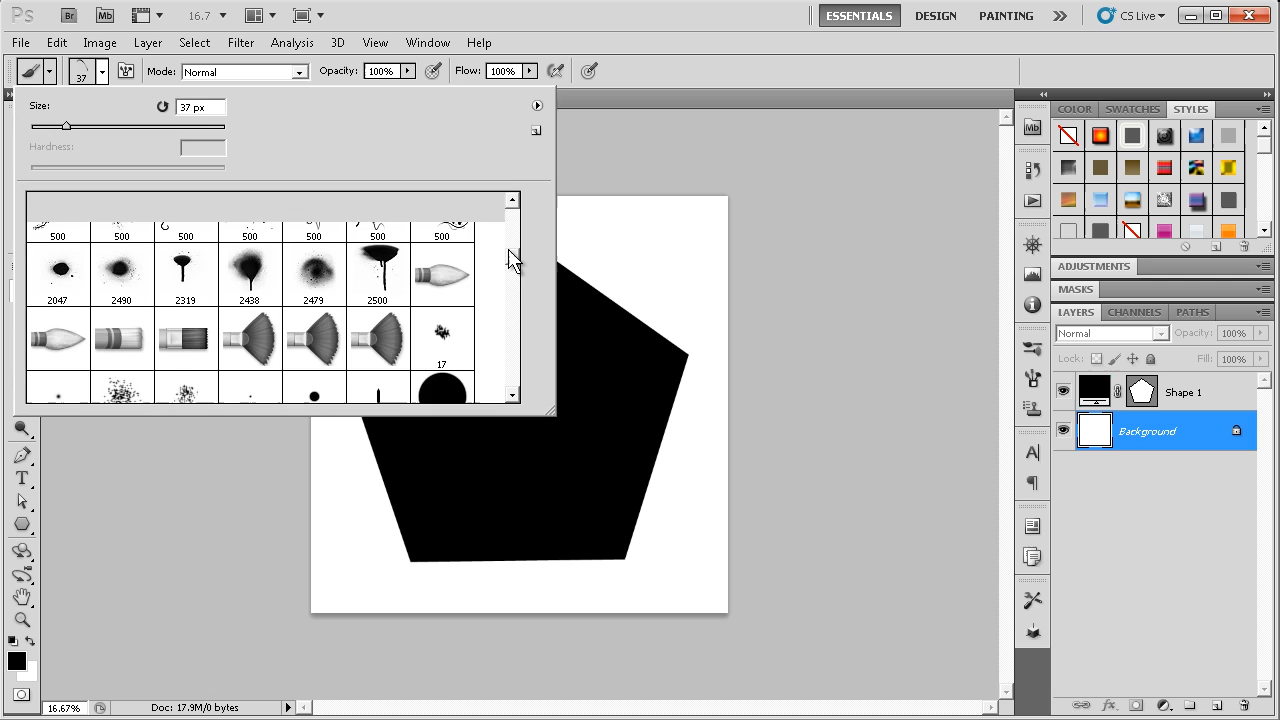 Ps Br Mb 16.7 ESSENTIALS DESIGN PAINTING CS Live
File Edit Image Layer Select Filter Analysis 3D View Window Help
37 Mode: Normal Opacity: 100% Flow: 100%
Size: 37 px
Hardness:
500 500 500 500 500 500 500
2047 2490 2319 2438 2479 2500
17
Mb
COLOR SWATCHES STYLES
ADJUSTMENTS
MASKS
LAYERS CHANNELS PATHS
Normal Opacity: 100%
Lock: Fill: 100%
Shape 1
Background
A
T
16.67% Doc: 17.9M/0 bytes
fx